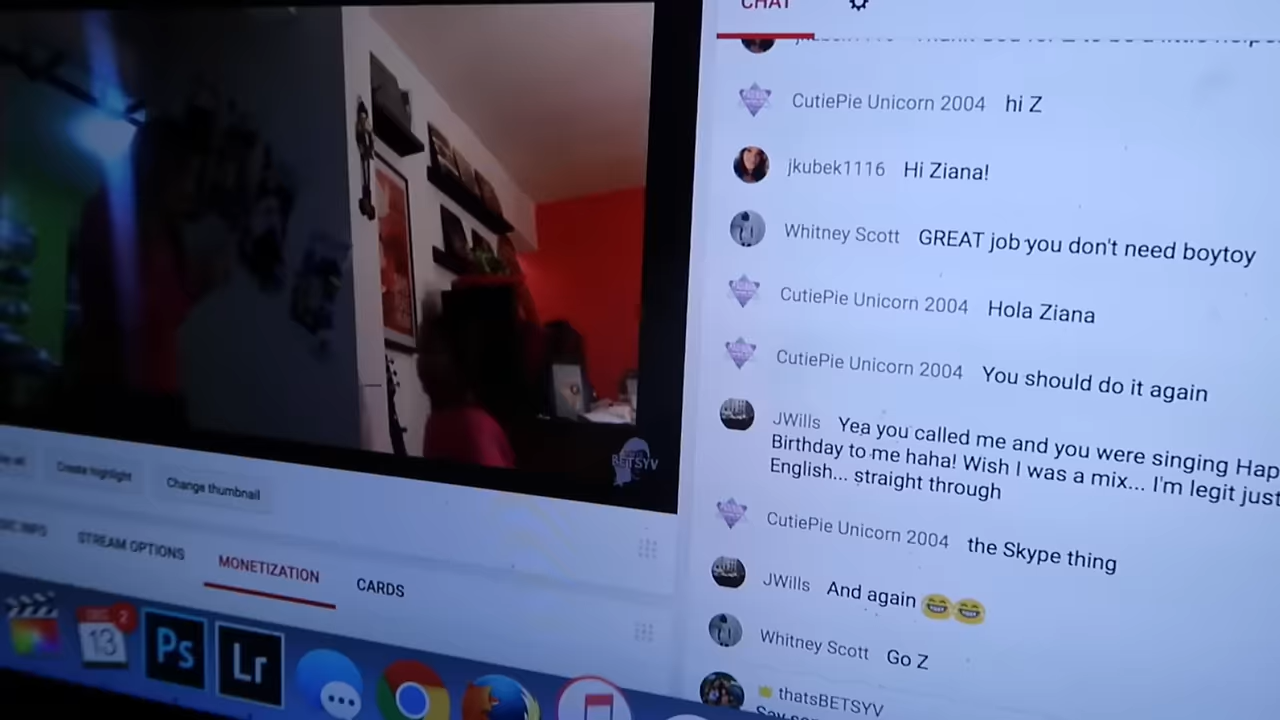 CHAT
CutiePie Unicorn 2004 hi Z
jkubek1116 Hi Ziana!
Whitney Scott GREAT job you don't need boytoy
CutiePie Unicorn 2004 Hola Ziana
CutiePie Unicorn 2004 You should do it again
JWills Yea you called me and you were singing Hap
Birthday to me haha! Wish I was a mix... I'm legit just
English... straight through
CutiePie Unicorn 2004 the Skype thing
JWills And again 😂😂
Whitney Scott Go Z
thatsBETSYV
BETSYV
Create highlight
Change thumbnail
INFO
STREAM OPTIONS
MONETIZATION
CARDS
2
13
Ps
Lr